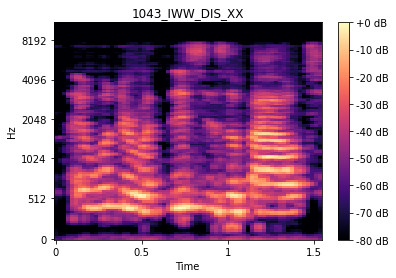 1043_IWW_DIS_XX
8192
4096
2048
1024
512
0
Hz
0
0.5
1
1.5
Time
+0 dB
-10 dB
-20 dB
-30 dB
-40 dB
-50 dB
-60 dB
-70 dB
-80 dB